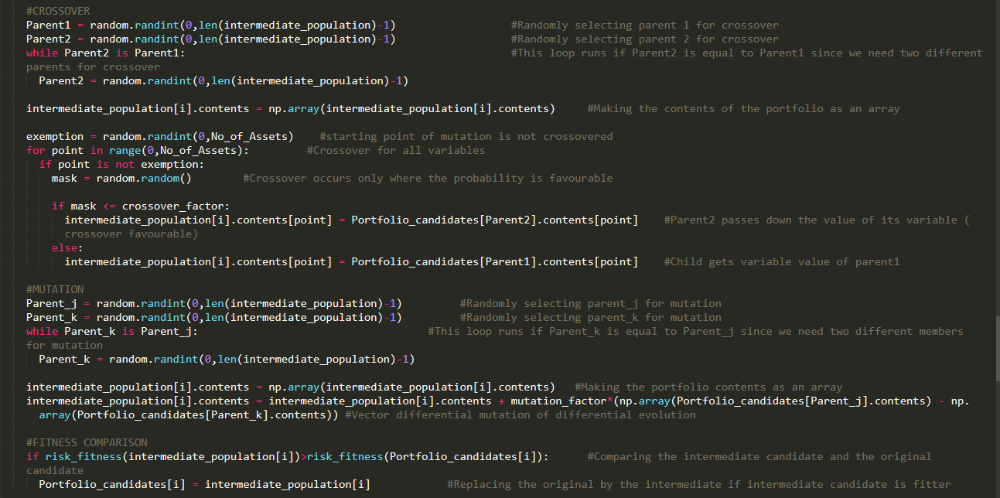 #CROSSOVER
Parent1 = random.randint(0,len(intermediate_population)-1) #Randomly selecting parent 1 for crossover
Parent2 = random.randint(0,len(intermediate_population)-1) #Randomly selecting parent 2 for crossover
while Parent2 is Parent1: #This loop runs if Parent2 is equal to Parent1 since we need two different
parents for crossover
Parent2 = random.randint(0,len(intermediate_population)-1)
intermediate_population[i].contents = np.array(intermediate_population[i].contents) #Making the contents of the portfolio as an array
exemption = random.randint(0,No_of_Assets) #starting point of mutation is not crossovered
for point in range(0,No_of_Assets): #Crossover for all variables
if point is not exemption:
mask = random.random() #Crossover occurs only where the probability is favourable
if mask <= crossover_factor:
intermediate_population[i].contents[point] = Portfolio_candidates[Parent2].contents[point] #Parent2 passes down the value of its variable (
crossover favourable)
else:
intermediate_population[i].contents[point] = Portfolio_candidates[Parent1].contents[point] #Child gets variable value of parent1
#MUTATION
Parent_j = random.randint(0,len(intermediate_population)-1) #Randomly selecting parent_j for mutation
Parent_k = random.randint(0,len(intermediate_population)-1) #Randomly selecting parent_k for mutation
while Parent_k is Parent_j: #This loop runs if Parent_k is equal to Parent_j since we need two different members
for mutation
Parent_k = random.randint(0,len(intermediate_population)-1)
intermediate_population[i].contents = np.array(intermediate_population[i].contents) #Making the portfolio contents as an array
intermediate_population[i].contents = intermediate_population[i].contents + mutation_factor*(np.array(Portfolio_candidates[Parent_j].contents) - np.
array(Portfolio_candidates[Parent_k].contents)) #Vector differential mutation of differential evolution
#FITNESS COMPARISON
if risk_fitness(intermediate_population[i])>risk_fitness(Portfolio_candidates[i]): #Comparing the intermediate candidate and the original
candidate
Portfolio_candidates[i] = intermediate_population[i] #Replacing the original by the intermediate if intermediate candidate is fitter